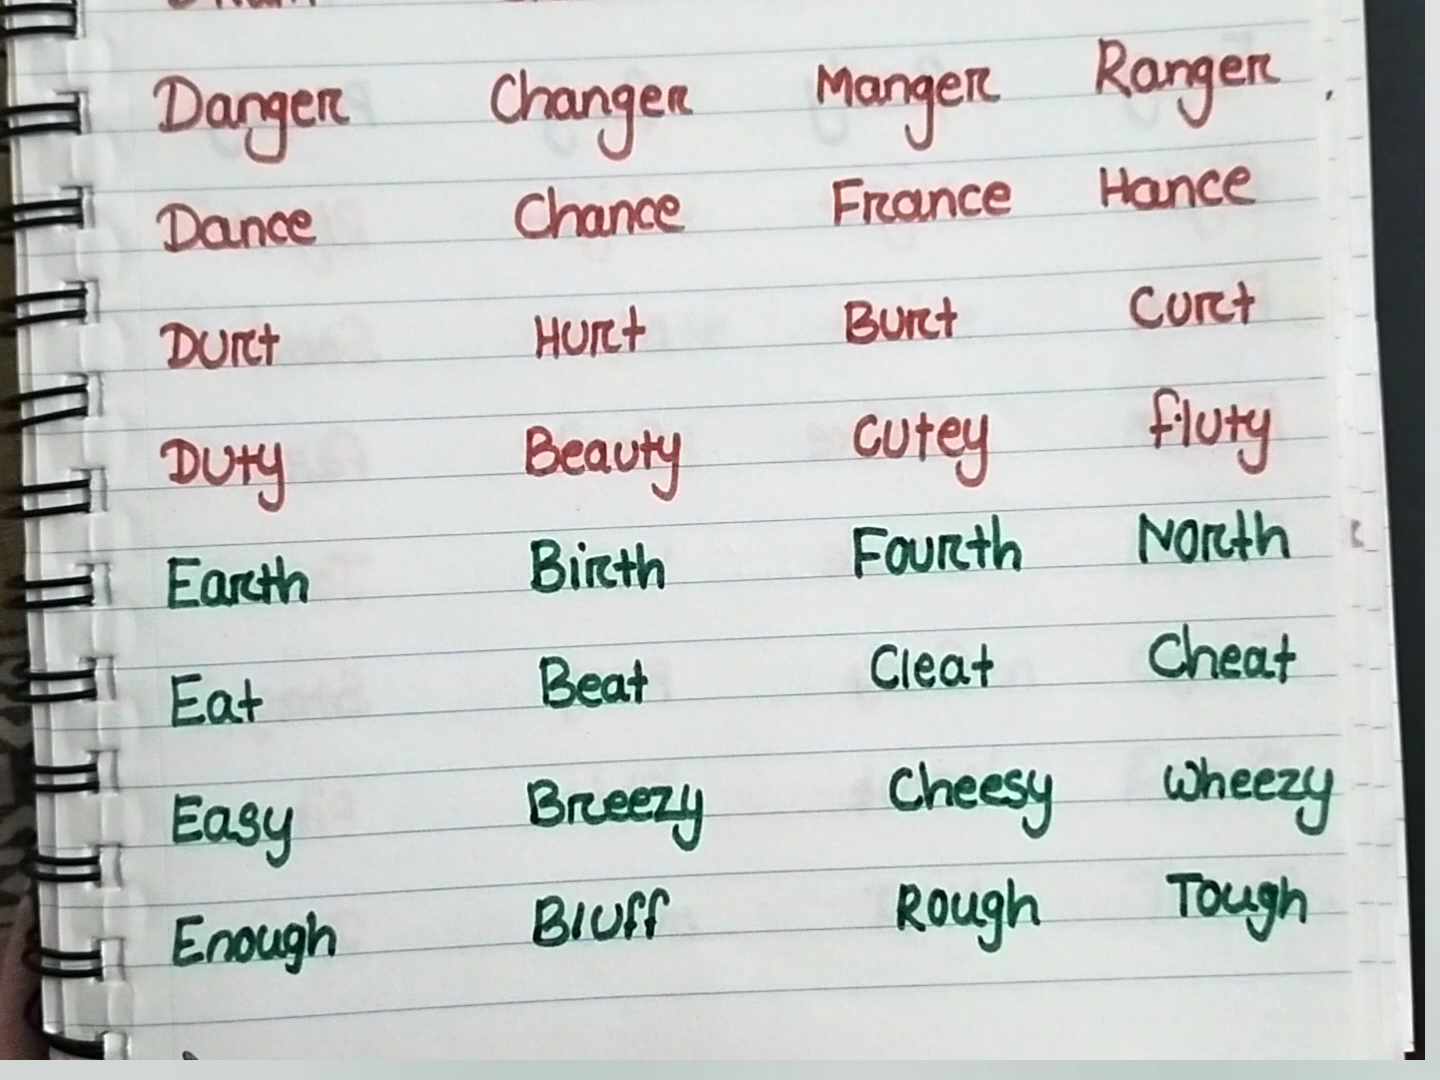 Danger Changer Manger Ranger
Dance Chance France Hance
Durt Hurt Burt Curt
Duty Beauty Cutey fluty
Earth Birth Fourth North
Eat Beat Cleat Cheat
Easy Breezy Cheesy Wheezy
Enough Bluff Rough Tough